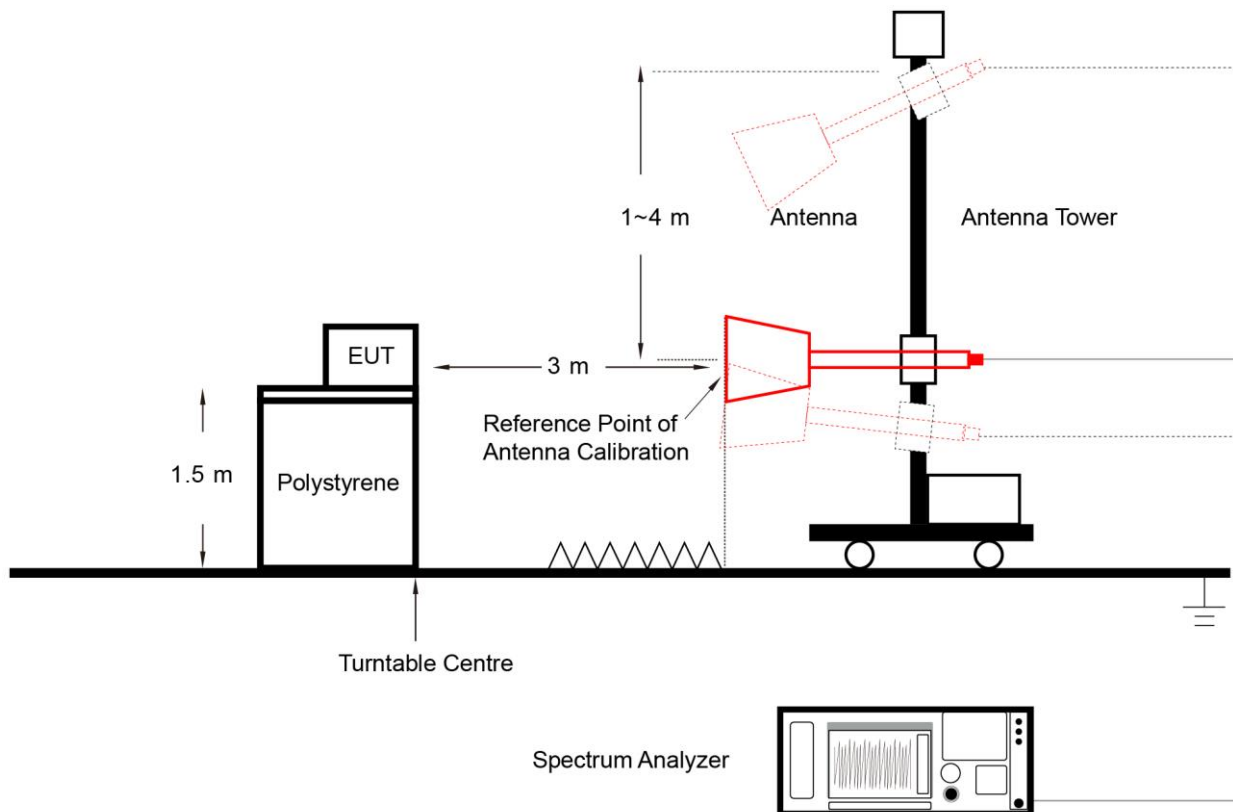 1~4 m
Antenna
Antenna Tower
EUT
3 m
Reference Point of
Antenna Calibration
1.5 m
Polystyrene
Turntable Centre
Spectrum Analyzer